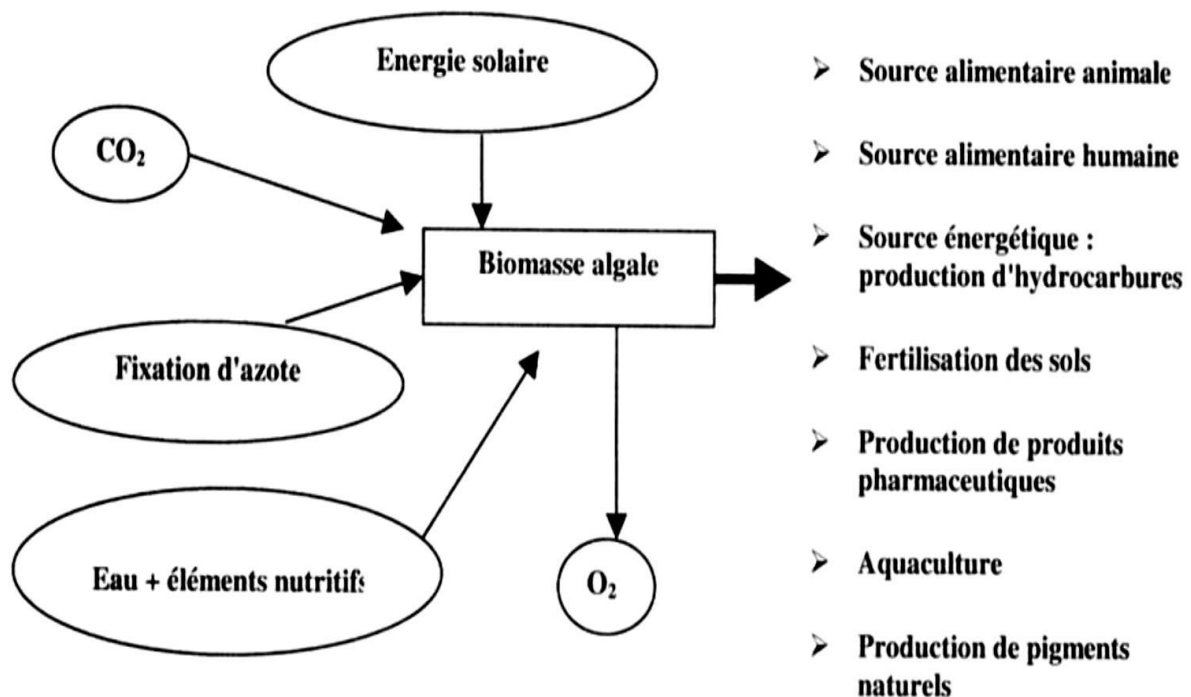 Energie solaire
CO₂
Biomasse algale
Fixation d'azote
Eau + éléments nutritifs
O₂
➢ Source alimentaire animale
➢ Source alimentaire humaine
➢ Source énergétique :
production d'hydrocarbures
➢ Fertilisation des sols
➢ Production de produits
pharmaceutiques
➢ Aquaculture
➢ Production de pigments
naturels